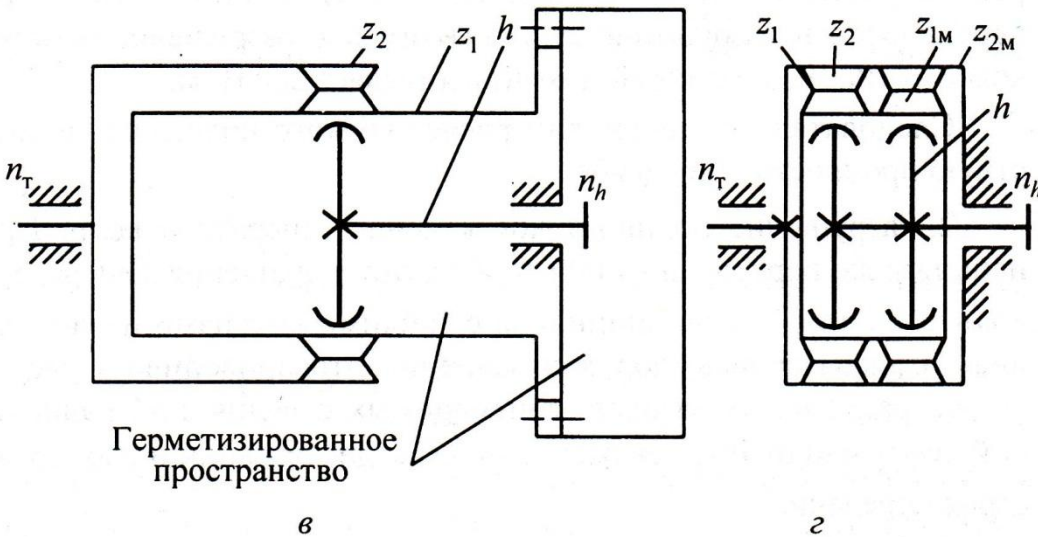 z₂ z₁ h
z₁ z₂ z₁м z₂м
h
nт
nh
nт
nh
Герметизированное
пространство
в
г